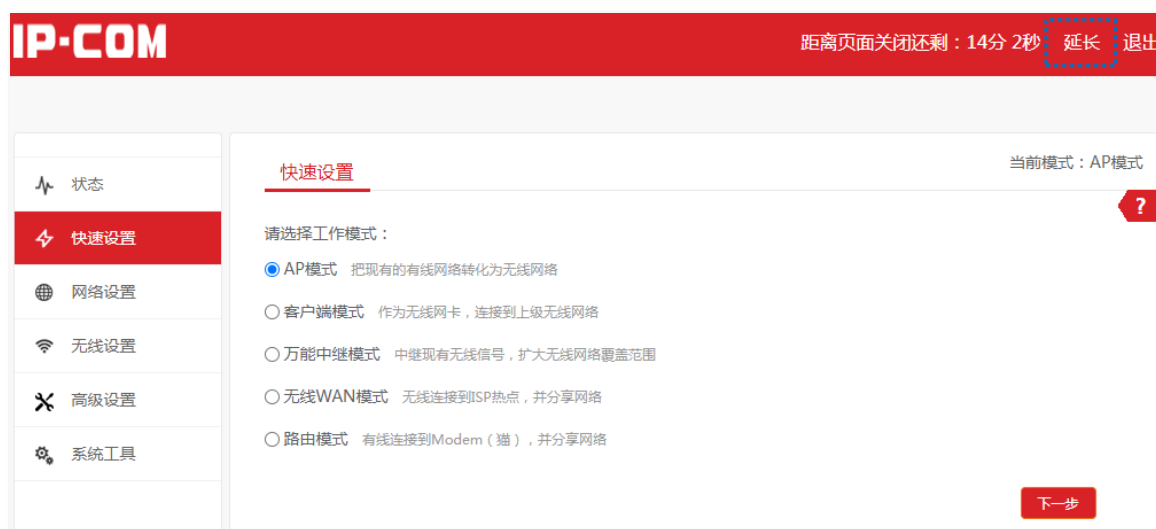 IP-COM
距离页面关闭还剩：14分 2秒 延长 退出
当前模式：AP模式
快速设置
?
状态
快速设置
网络设置
无线设置
高级设置
系统工具
请选择工作模式：
AP模式 把现有的有线网络转化为无线网络
客户端模式 作为无线网卡，连接到上级无线网络
万能中继模式 中继现有无线信号，扩大无线网络覆盖范围
无线WAN模式 无线连接到ISP热点，并分享网络
路由模式 有线连接到Modem（猫），并分享网络
下一步